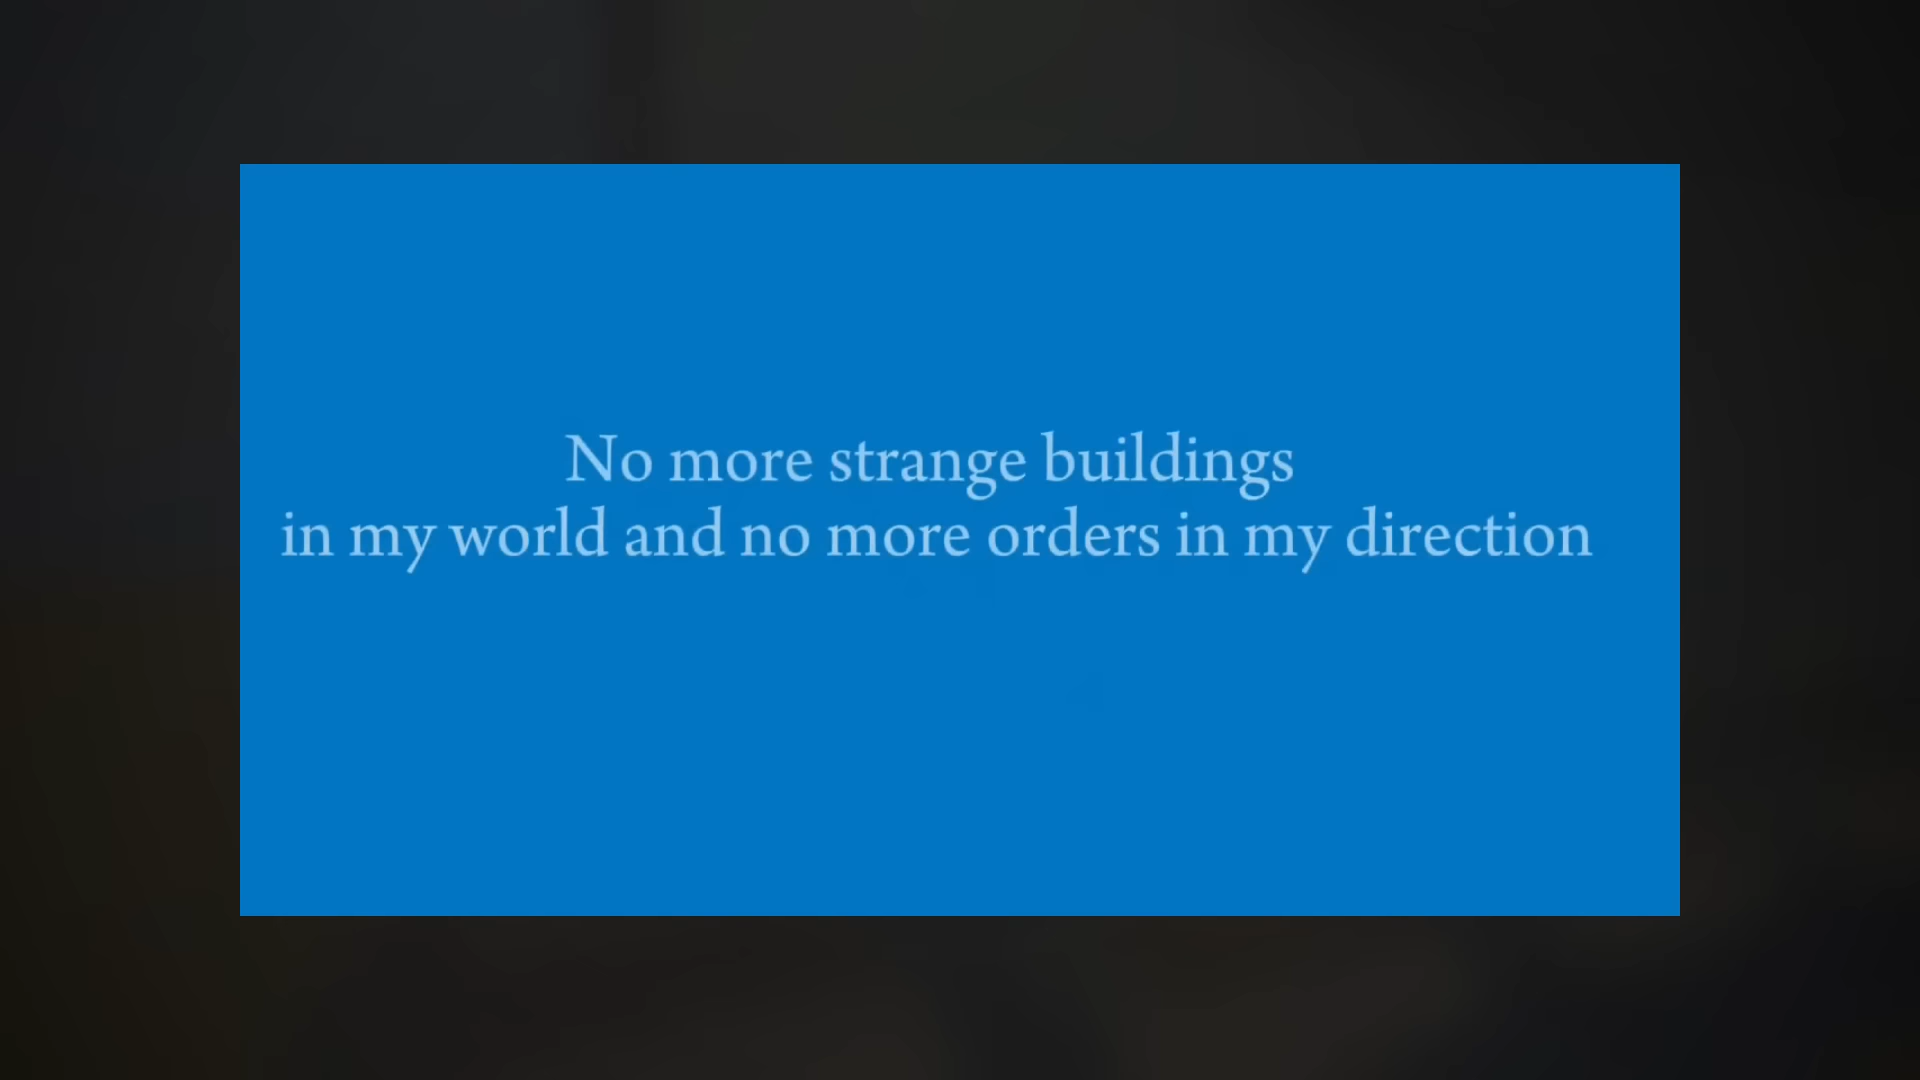 No more strange buildings
in my world and no more orders in my direction